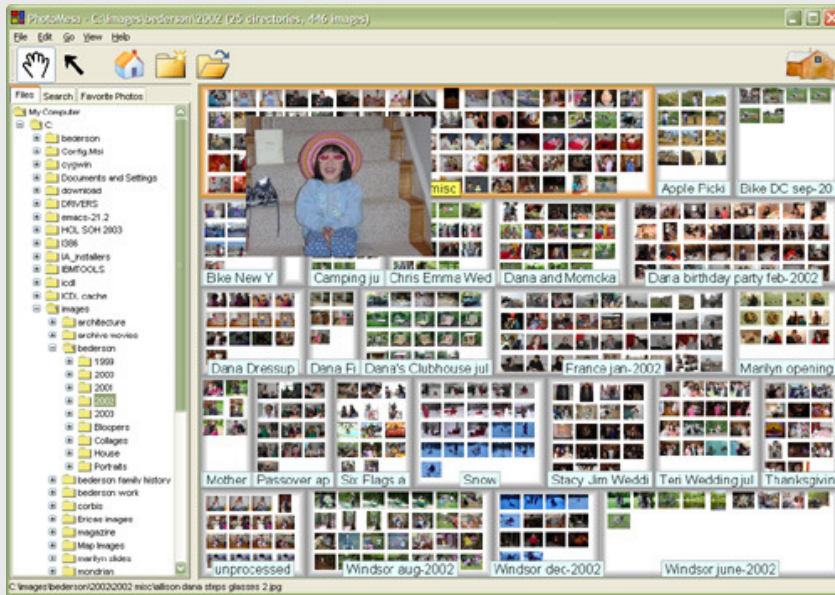 PhotoMesa - C:\images\bederson\2002 (25 directories, 446 images)
File Edit Go View Help
Files Search Favorite Photos
My Computer
C:
bederson
Config.Msi
cygwin
Documents and Settings
download
DRIVERS
emacs-21.2
HCL SOH 2003
I386
IA_installers
IBMTOOLS
icdl
ICDL cache
images
architecture
archive movies
bederson
1999
2000
2001
2002
2003
Bloopers
Collages
House
Portraits
bederson family history
bederson work
corbis
Ericas images
magazine
Map Images
marilyn slides
mondrian
misc
Apple Picki
Bike DC sep-20
Bike New Y
Camping ju
Chris Emma Wed
Dana and Momcka
Dana birthday party feb-2002
Dana Dressup
Dana Fi
Dana's Clubhouse jul
France jan-2002
Marilyn opening
Mother
Passover ap
Six Flags a
Snow
Stacy Jim Weddi
Teri Wedding jul
Thanksgivin
unprocessed
Windsor aug-2002
Windsor dec-2002
Windsor june-2002
C:\images\bederson\2002\2002 misc\allison dana steps glasses 2.jpg